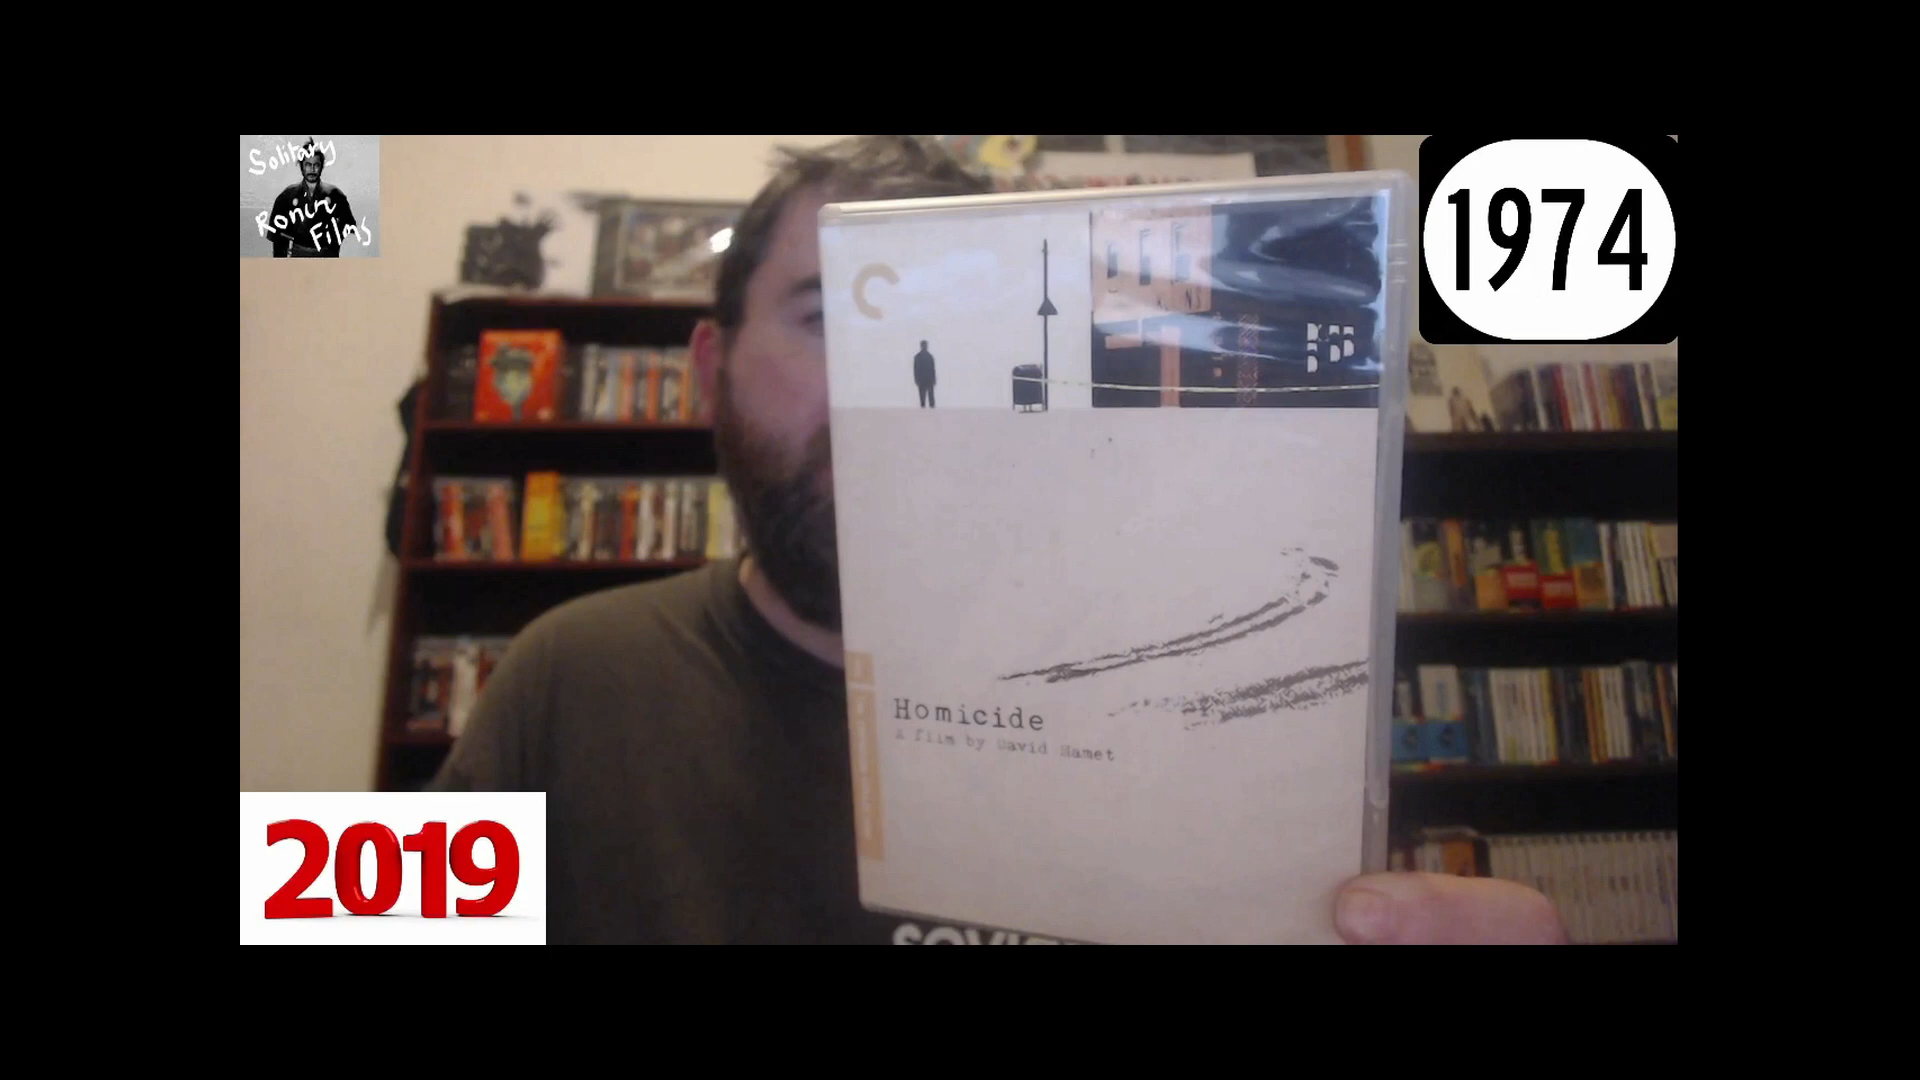 Solitary
Ronin
Films
1974
Homicide
A film by David Mamet
2019